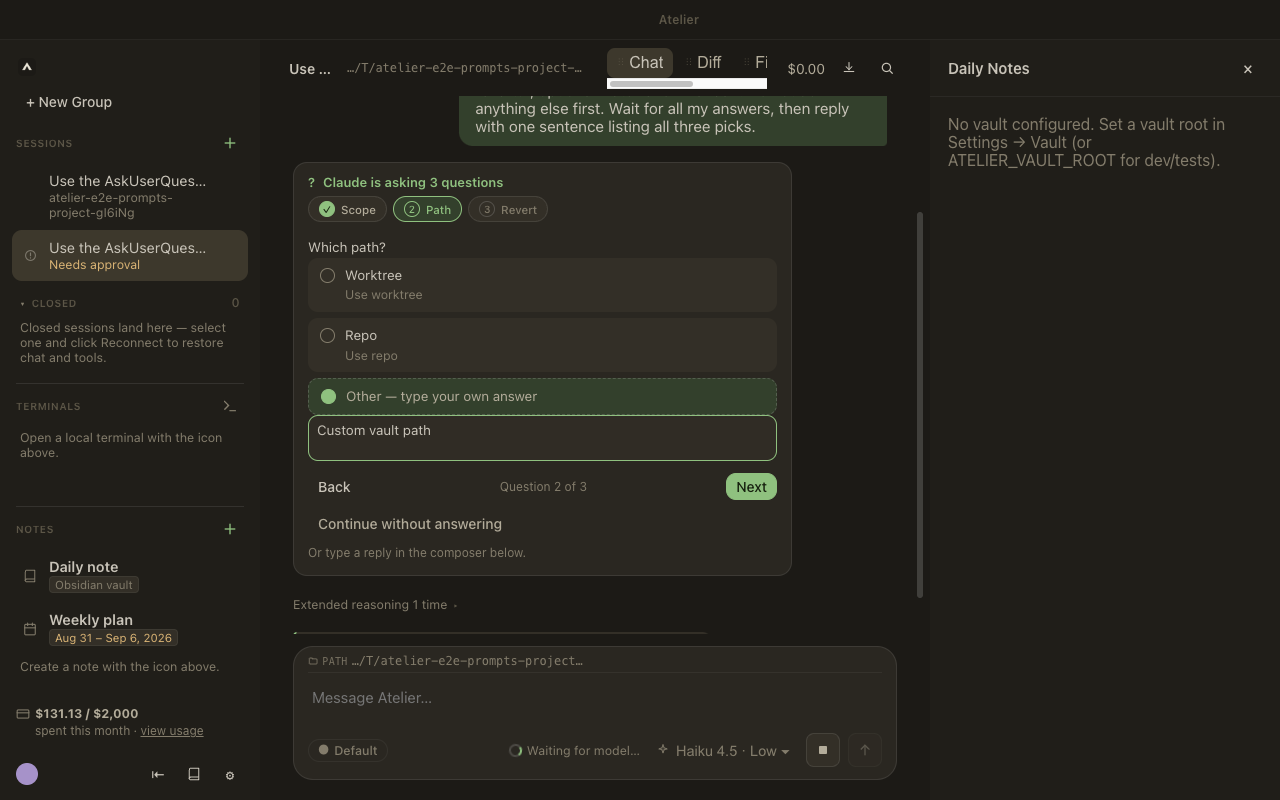 Atelier
+ New Group
SESSIONS
Use the AskUserQues...
atelier-e2e-prompts-
project-gI6iNg
Use the AskUserQues...
Needs approval
CLOSED 0
Closed sessions land here — select
one and click Reconnect to restore
chat and tools.
TERMINALS
Open a local terminal with the icon
above.
NOTES
Daily note
Obsidian vault
Weekly plan
Aug 31 – Sep 6, 2026
Create a note with the icon above.
$131.13 / $2,000
spent this month · view usage
Use ... …/T/atelier-e2e-prompts-project-…
Chat Diff Fi
$0.00
anything else first. Wait for all my answers, then reply
with one sentence listing all three picks.
? Claude is asking 3 questions
Scope 2 Path 3 Revert
Which path?
Worktree
Use worktree
Repo
Use repo
Other — type your own answer
Custom vault path
Back Question 2 of 3 Next
Continue without answering
Or type a reply in the composer below.
Extended reasoning 1 time
PATH …/T/atelier-e2e-prompts-project…
Message Atelier...
Default Waiting for model... Haiku 4.5 · Low
Daily Notes
No vault configured. Set a vault root in
Settings → Vault (or
ATELIER_VAULT_ROOT for dev/tests).